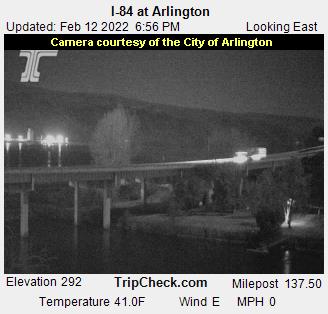 I-84 at Arlington
Updated: Feb 12 2022 6:56 PM Looking East
Camera courtesy of the City of Arlington
Elevation 292 TripCheck.com Milepost 137.50
Temperature 41.0F Wind E MPH 0